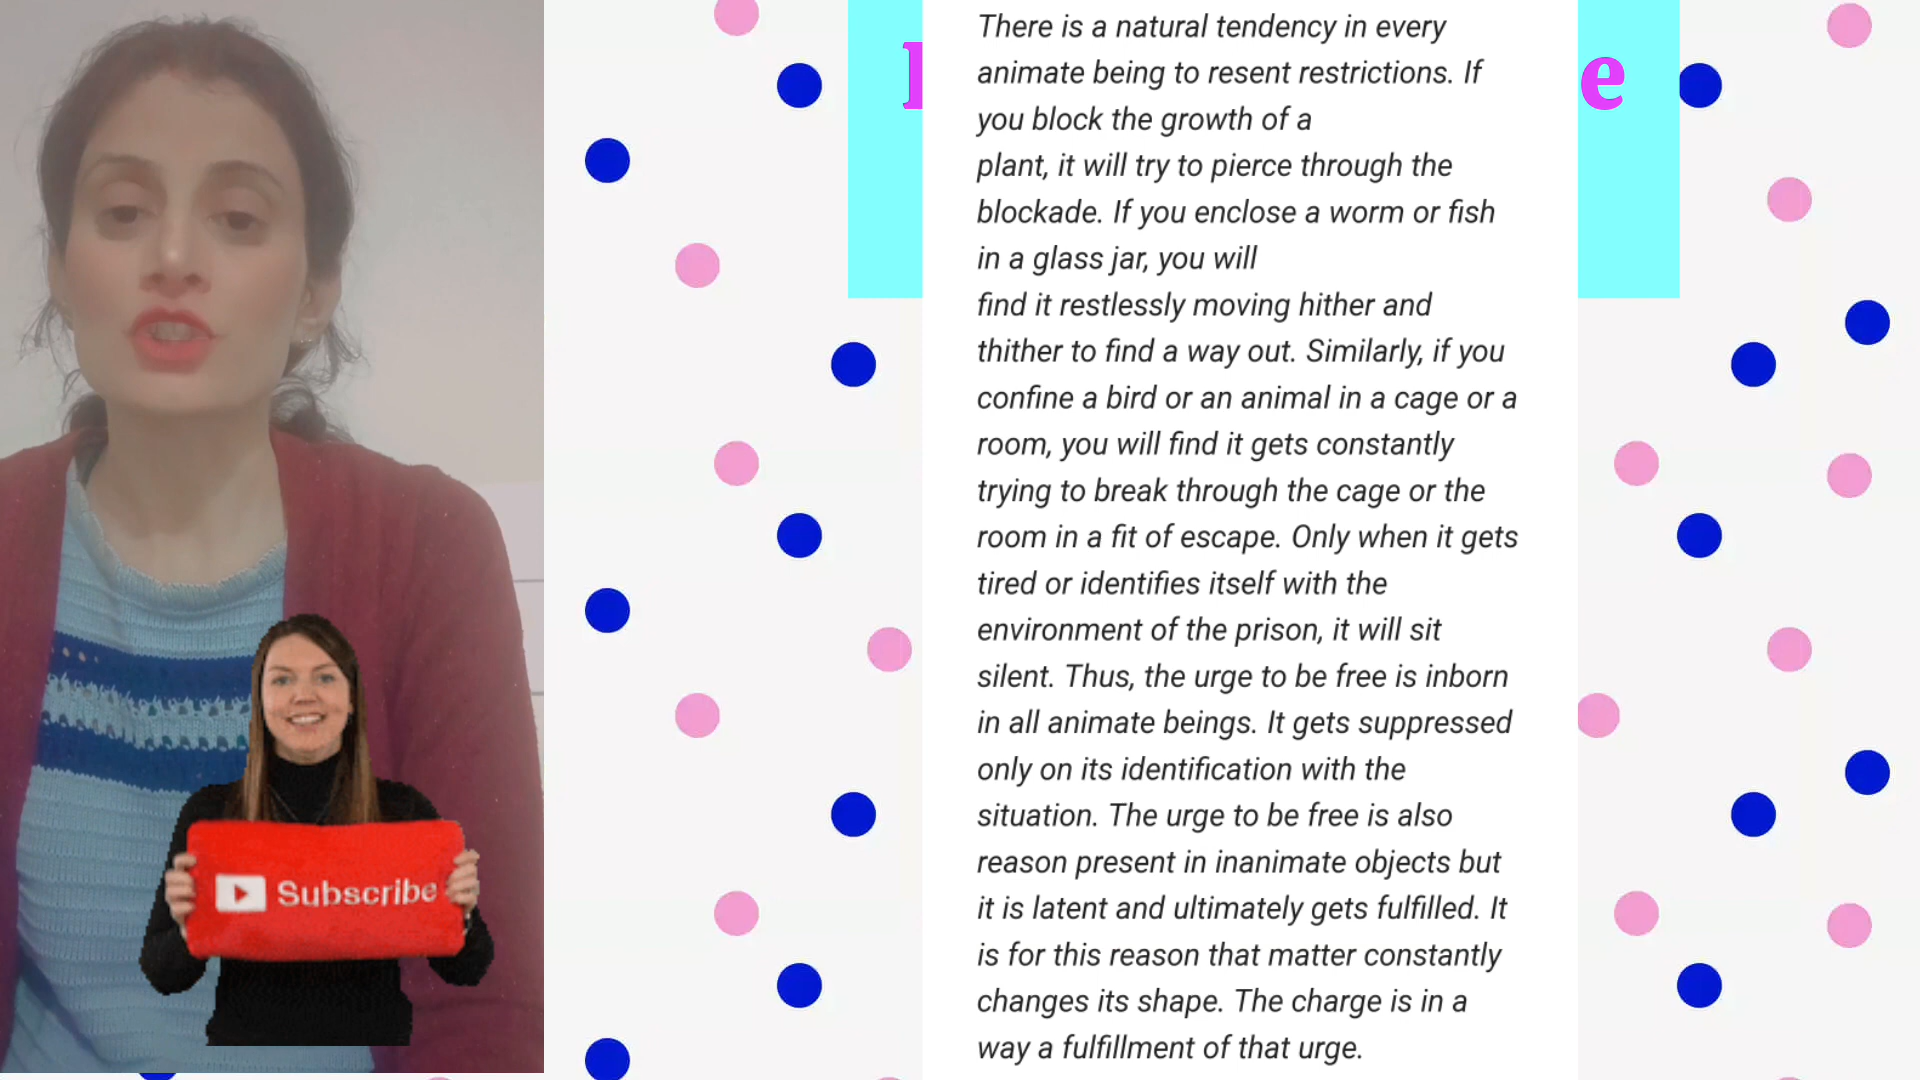 There is a natural tendency in every
animate being to resent restrictions. If
you block the growth of a
plant, it will try to pierce through the
blockade. If you enclose a worm or fish
in a glass jar, you will
find it restlessly moving hither and
thither to find a way out. Similarly, if you
confine a bird or an animal in a cage or a
room, you will find it gets constantly
trying to break through the cage or the
room in a fit of escape. Only when it gets
tired or identifies itself with the
environment of the prison, it will sit
silent. Thus, the urge to be free is inborn
in all animate beings. It gets suppressed
only on its identification with the
situation. The urge to be free is also
reason present in inanimate objects but
it is latent and ultimately gets fulfilled. It
is for this reason that matter constantly
changes its shape. The charge is in a
way a fulfillment of that urge.
Subscribe